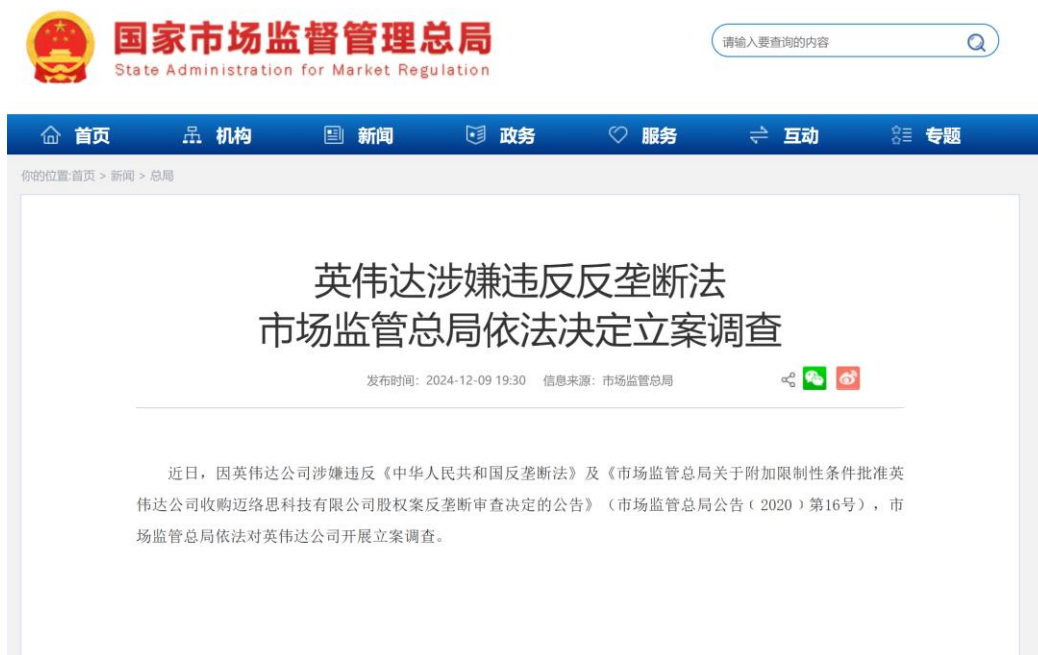 国家市场监督管理总局
State Administration for Market Regulation
请输入要查询的内容
首页 机构 新闻 政务 服务 互动 专题
你的位置:首页 > 新闻 > 总局
英伟达涉嫌违反反垄断法
市场监管总局依法决定立案调查
发布时间：2024-12-09 19:30 信息来源：市场监管总局
近日，因英伟达公司涉嫌违反《中华人民共和国反垄断法》及《市场监管总局关于附加限制性条件批准英
伟达公司收购迈络思科技有限公司股权案反垄断审查决定的公告》（市场监管总局公告﹝2020﹞第16号），市
场监管总局依法对英伟达公司开展立案调查。